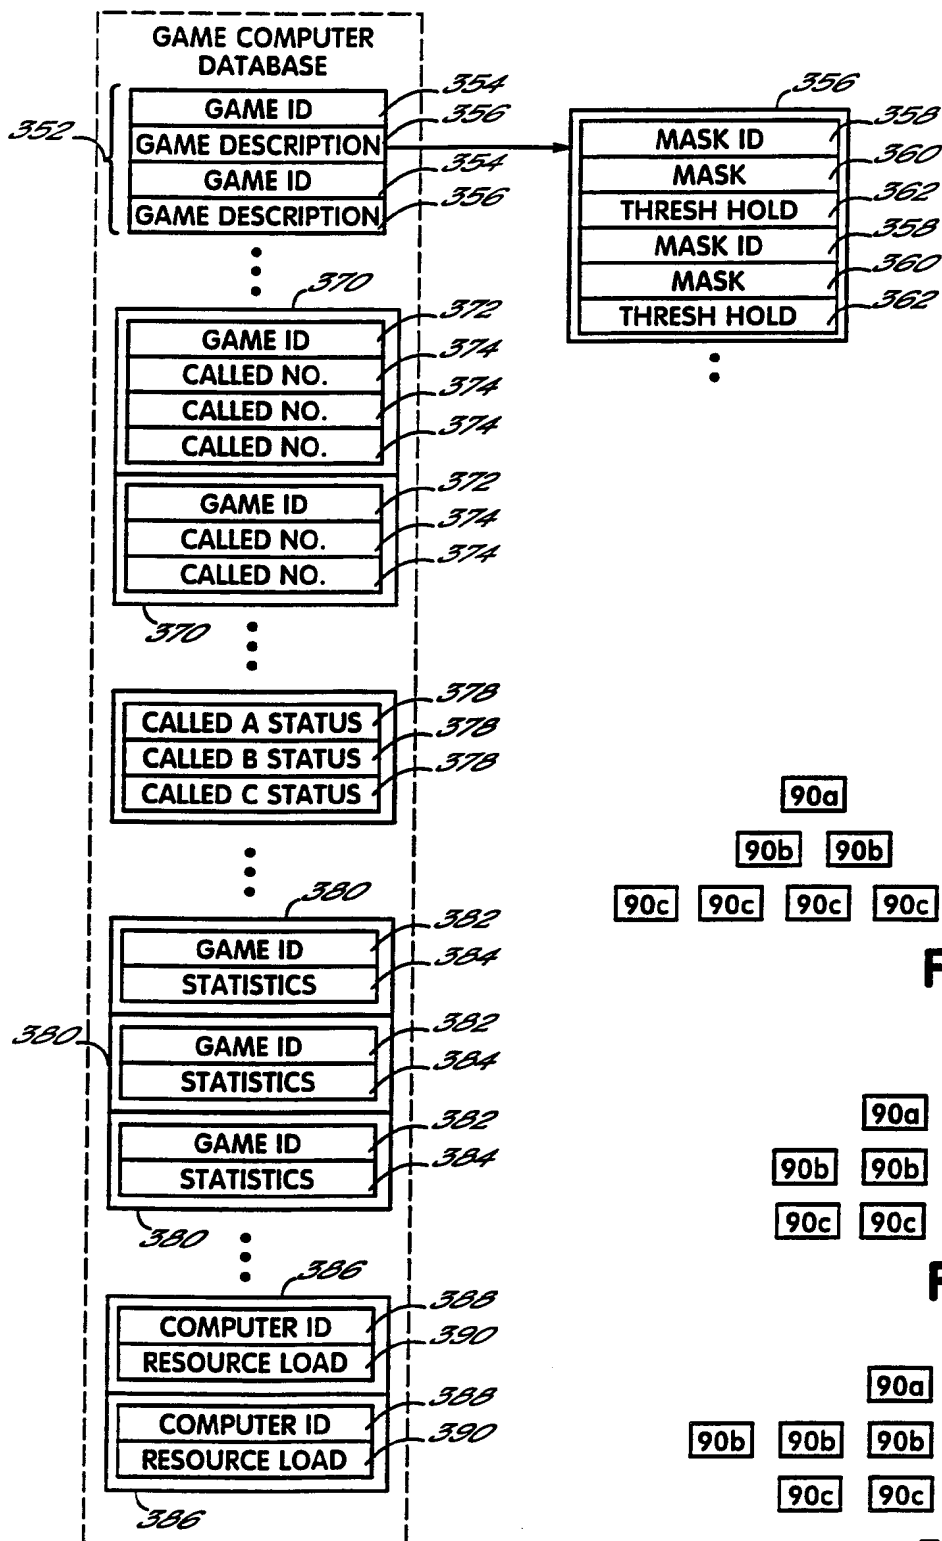 GAME COMPUTER
DATABASE
352
GAME ID 354
GAME DESCRIPTION 356
GAME ID 354
GAME DESCRIPTION 356
356
MASK ID 358
MASK 360
THRESH HOLD 362
MASK ID 358
MASK 360
THRESH HOLD 362
370
GAME ID 372
CALLED NO. 374
CALLED NO. 374
CALLED NO. 374
GAME ID 372
CALLED NO. 374
CALLED NO. 374
370
CALLED A STATUS 378
CALLED B STATUS 378
CALLED C STATUS 378
380
GAME ID 382
STATISTICS 384
380
GAME ID 382
STATISTICS 384
GAME ID 382
STATISTICS 384
380
386
COMPUTER ID 388
RESOURCE LOAD 390
COMPUTER ID 388
RESOURCE LOAD 390
386
90a
90b 90b
90c 90c 90c 90c
F
90a
90b 90b
90c 90c
F
90a
90b 90b 90b
90c 90c